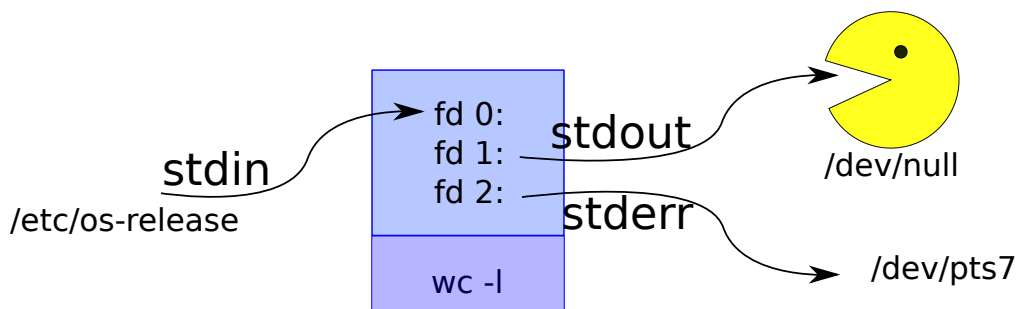 stdin
/etc/os-release
fd 0:
fd 1:
fd 2:
wc -l
stdout
stderr
/dev/null
/dev/pts7